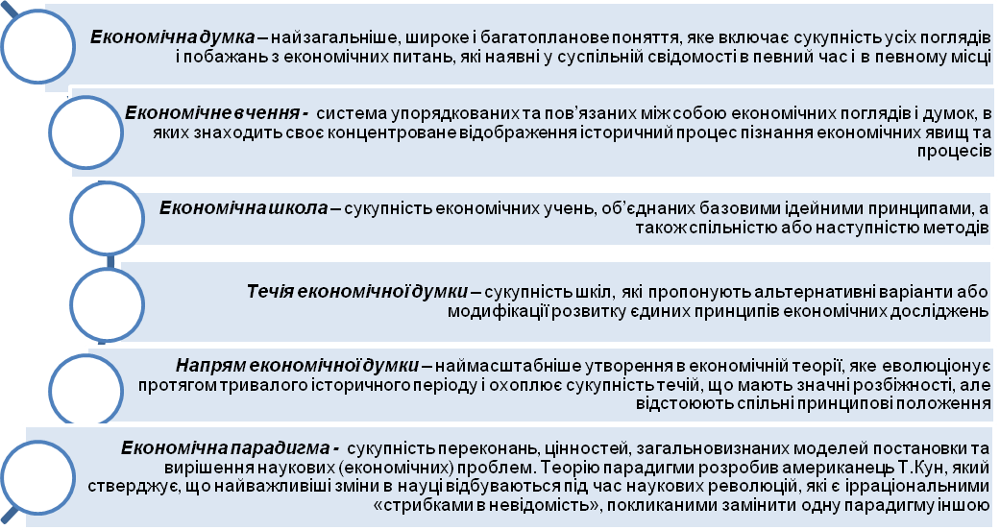 Економічна думка – найзагальніше, широке і багатопланове поняття, яке включає сукупність усіх поглядів
і побажань з економічних питань, які наявні у суспільній свідомості в певний час і в певному місці
Економічне вчення - система упорядкованих та пов’язаних між собою економічних поглядів і думок, в
яких знаходить своє концентроване відображення історичний процес пізнання економічних явищ та
процесів
Економічна школа – сукупність економічних учень, об’єднаних базовими ідейними принципами, а
також спільністю або наступністю методів
Течія економічної думки – сукупність шкіл, які пропонують альтернативні варіанти або
модифікації розвитку єдиних принципів економічних досліджень
Напрям економічної думки – наймасштабніше утворення в економічній теорії, яке еволюціонує
протягом тривалого історичного періоду і охоплює сукупність течій, що мають значні розбіжності, але
відстоюють спільні принципові положення
Економічна парадигма - сукупність переконань, цінностей, загальновизнаних моделей постановки та
вирішення наукових (економічних) проблем. Теорію парадигми розробив американець Т.Кун, який
стверджує, що найважливіші зміни в науці відбуваються під час наукових революцій, які є ірраціональними
«стрибками в невідомість», покликаними замінити одну парадигму іншою